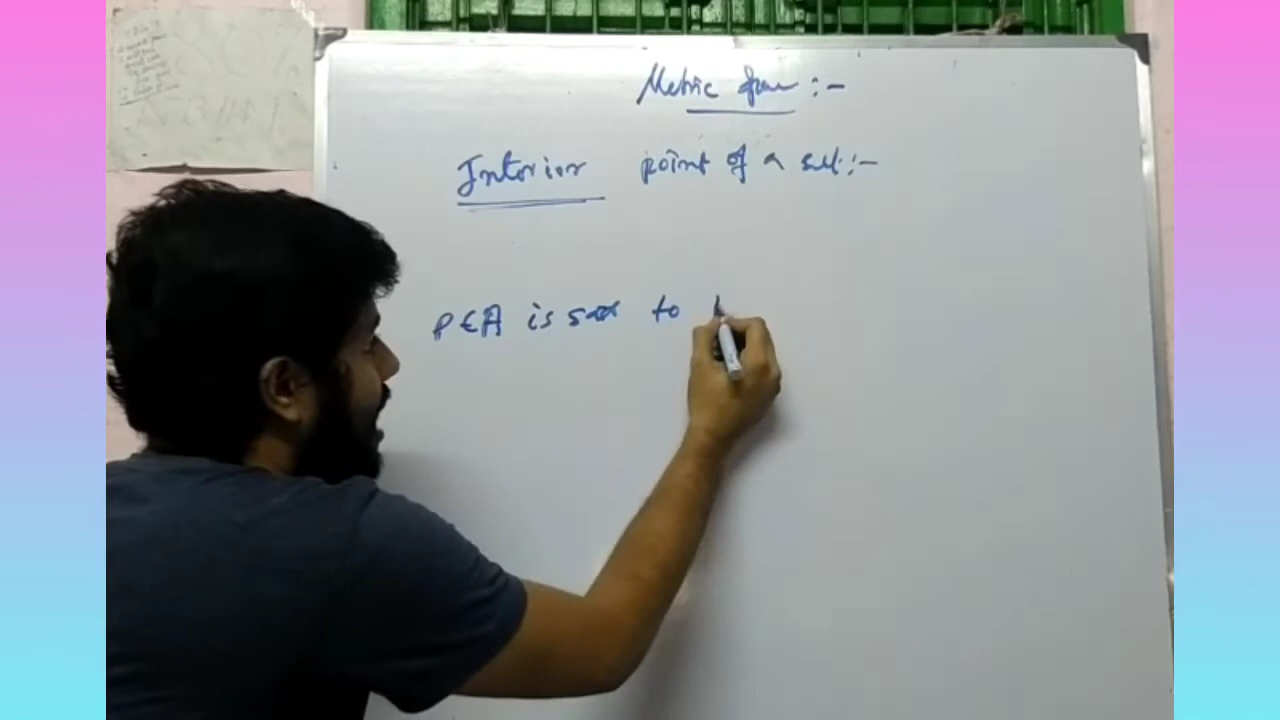 Metric space :-
Interior point of a set :-
P ∈ A is said to b